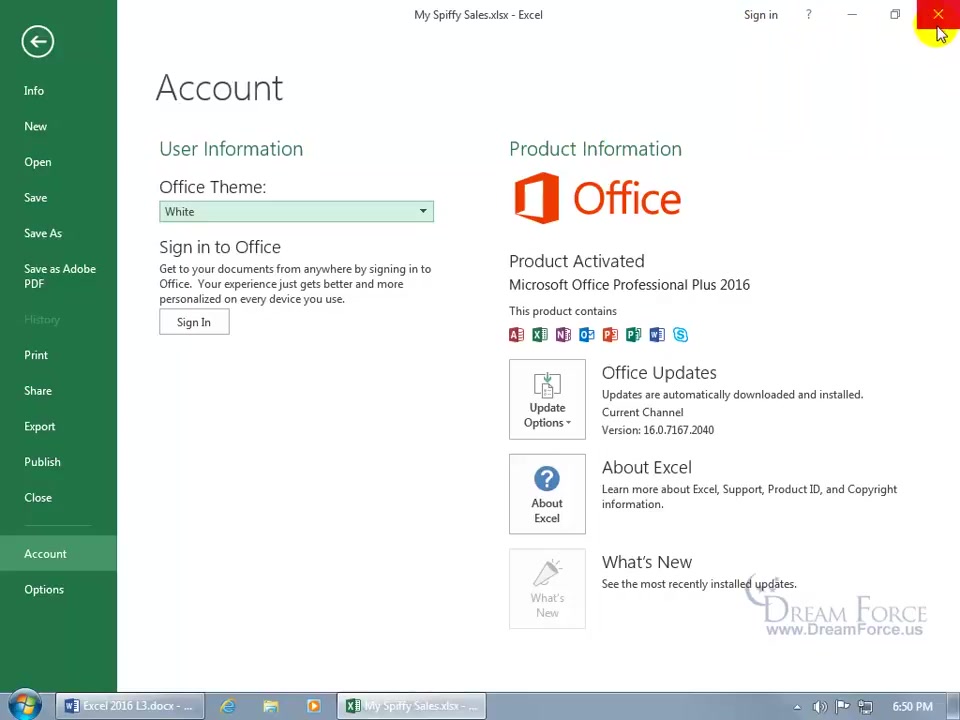 My Spiffy Sales.xlsx - Excel
Sign in
?
Info
New
Open
Save
Save As
Save as Adobe
PDF
History
Print
Share
Export
Publish
Close
Account
Options
Account
User Information
Office Theme:
White
Sign in to Office
Get to your documents from anywhere by signing in to
Office. Your experience just gets better and more
personalized on every device you use.
Sign In
Product Information
Office
Product Activated
Microsoft Office Professional Plus 2016
This product contains
Update
Options
Office Updates
Updates are automatically downloaded and installed.
Current Channel
Version: 16.0.7167.2040
?
About
Excel
About Excel
Learn more about Excel, Support, Product ID, and Copyright
information.
What's
New
What's New
See the most recently installed updates.
DREAM FORCE
www.DreamForce.us
Excel 2016 L3.docx - ...
My Spiffy Sales.xlsx - ...
6:50 PM